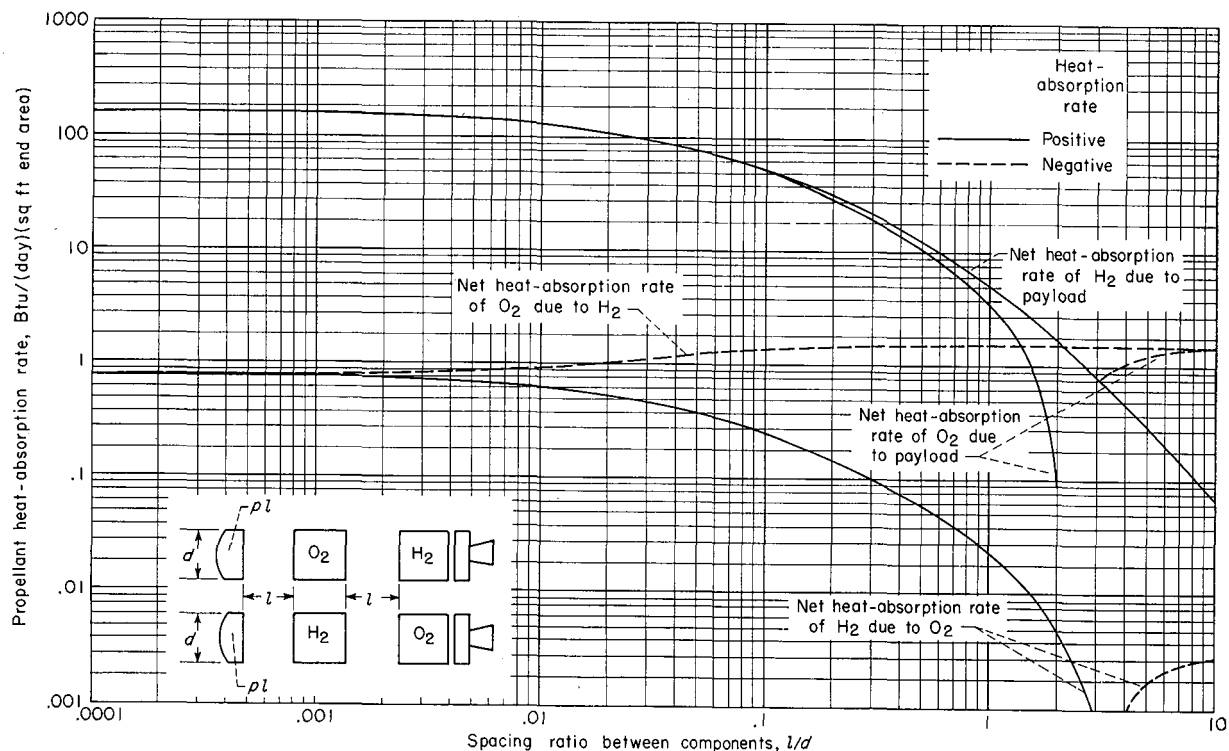 Propellant heat-absorption rate, Btu/(day)(sq ft end area)
1000
100
10
1
.1
.01
.001
.0001
.001
.01
.1
1
10
Spacing ratio between components, l/d
Heat-
absorption
rate
Positive
Negative
Net heat-absorption
rate of H2 due to
payload
Net heat-absorption rate
of O2 due to H2
Net heat-absorption
rate of O2 due
to payload
Net heat-absorption rate
of H2 due to O2
pl
d
O2
H2
l
l
d
H2
O2
pl